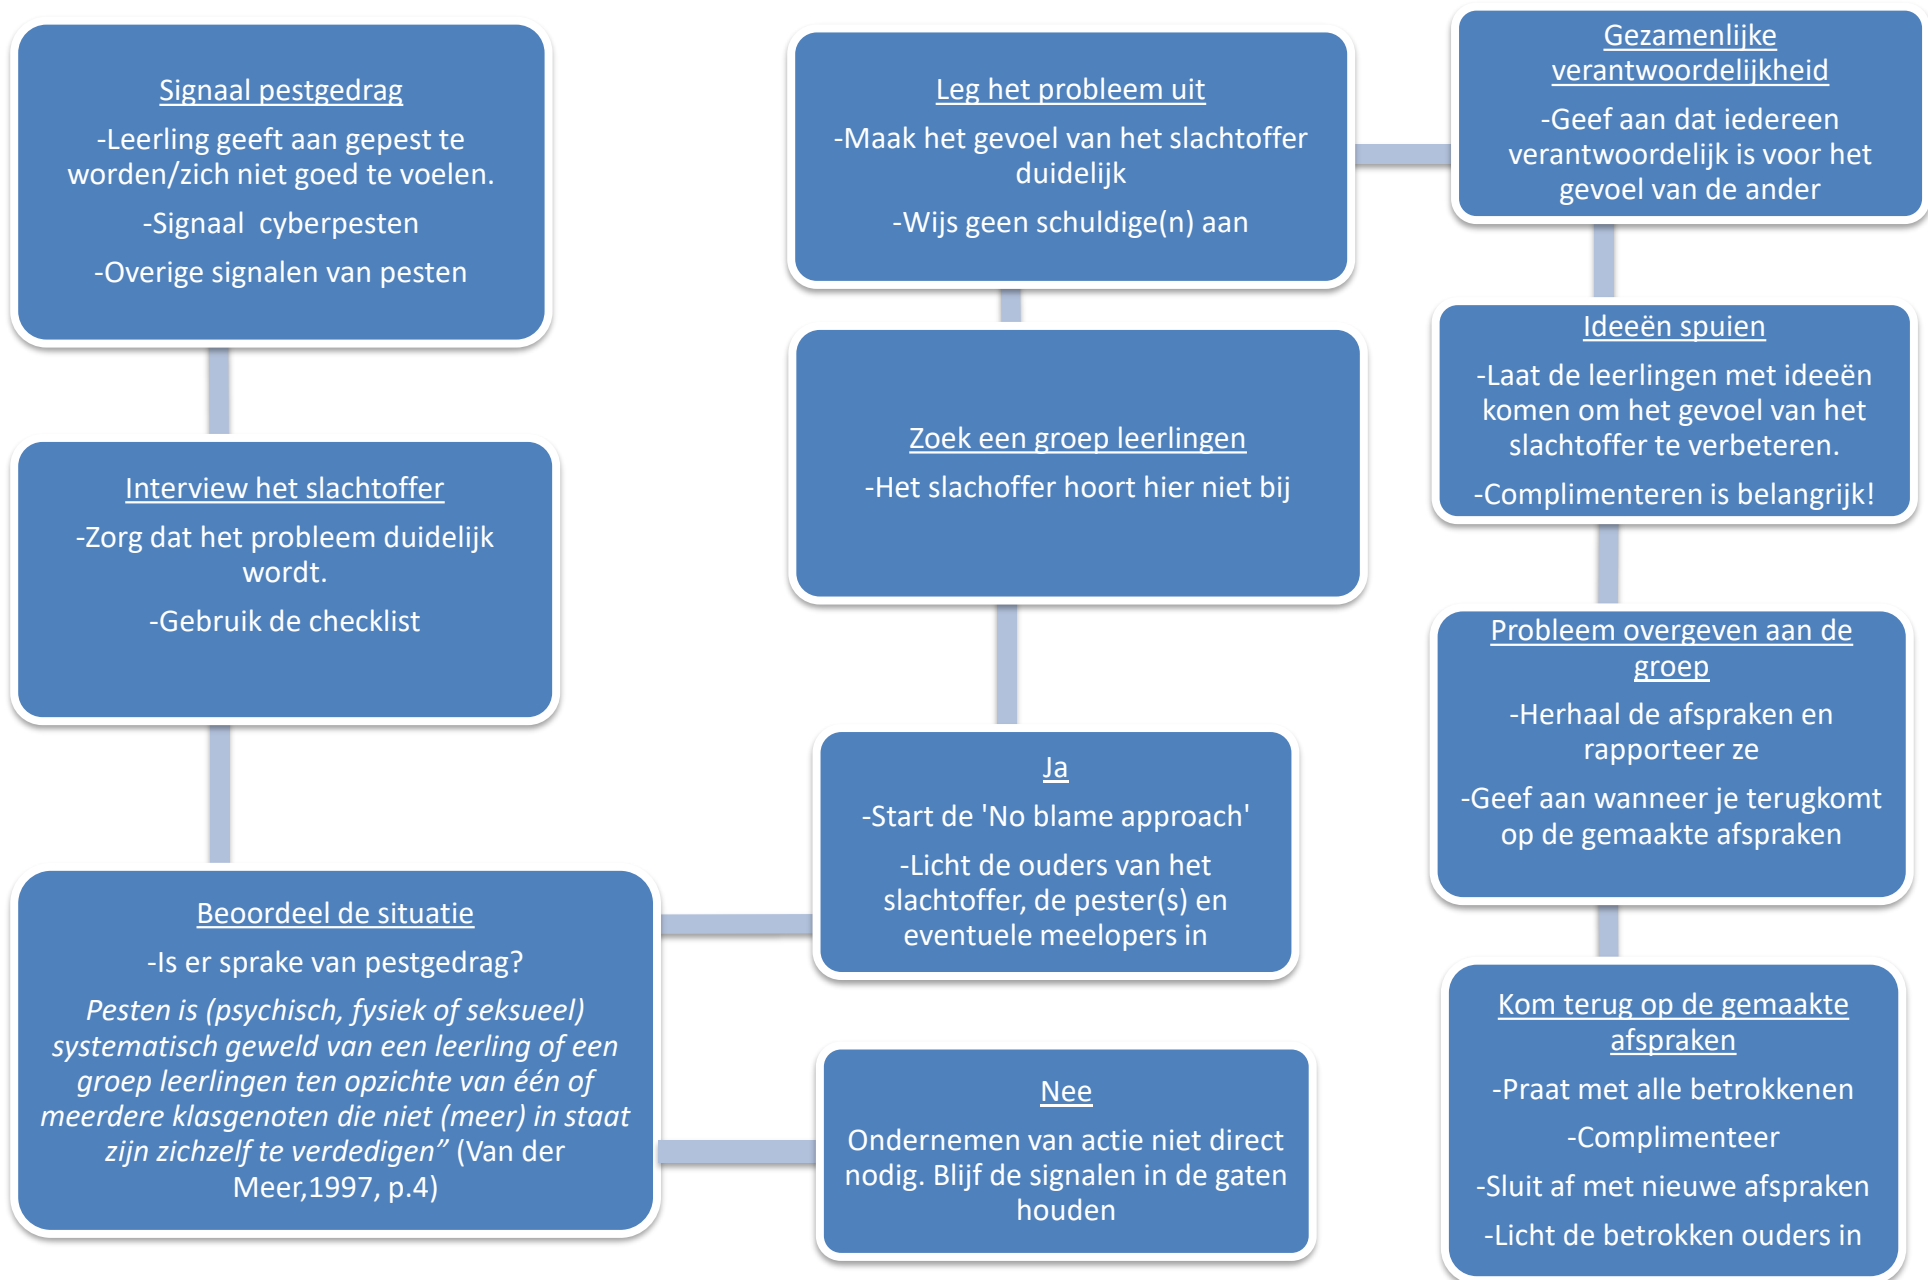 Signaal pestgedrag
-Leerling geeft aan gepest te
worden/zich niet goed te voelen.
-Signaal  cyberpesten
-Overige signalen van pesten
Interview het slachtoffer
-Zorg dat het probleem duidelijk
wordt.
-Gebruik de checklist
Beoordeel de situatie
-Is er sprake van pestgedrag?
Pesten is (psychisch, fysiek of seksueel)
systematisch geweld van een leerling of een
groep leerlingen ten opzichte van één of
meerdere klasgenoten die niet (meer) in staat
zijn zichzelf te verdedigen” (Van der
Meer,1997, p.4)
Nee
Ondernemen van actie niet direct
nodig. Blijf de signalen in de gaten
houden
Ja
-Start de 'No blame approach'
-Licht de ouders van het
slachtoffer, de pester(s) en
eventuele meelopers in
Zoek een groep leerlingen
-Het slachoffer hoort hier niet bij
Leg het probleem uit
-Maak het gevoel van het slachtoffer
duidelijk
-Wijs geen schuldige(n) aan
Gezamenlijke
verantwoordelijkheid
-Geef aan dat iedereen
verantwoordelijk is voor het
gevoel van de ander
Ideeën spuien
-Laat de leerlingen met ideeën
komen om het gevoel van het
slachtoffer te verbeteren.
-Complimenteren is belangrijk!
Probleem overgeven aan de
groep
-Herhaal de afspraken en
rapporteer ze
-Geef aan wanneer je terugkomt
op de gemaakte afspraken
Kom terug op de gemaakte
afspraken
-Praat met alle betrokkenen
-Complimenteer
-Sluit af met nieuwe afspraken
-Licht de betrokken ouders in